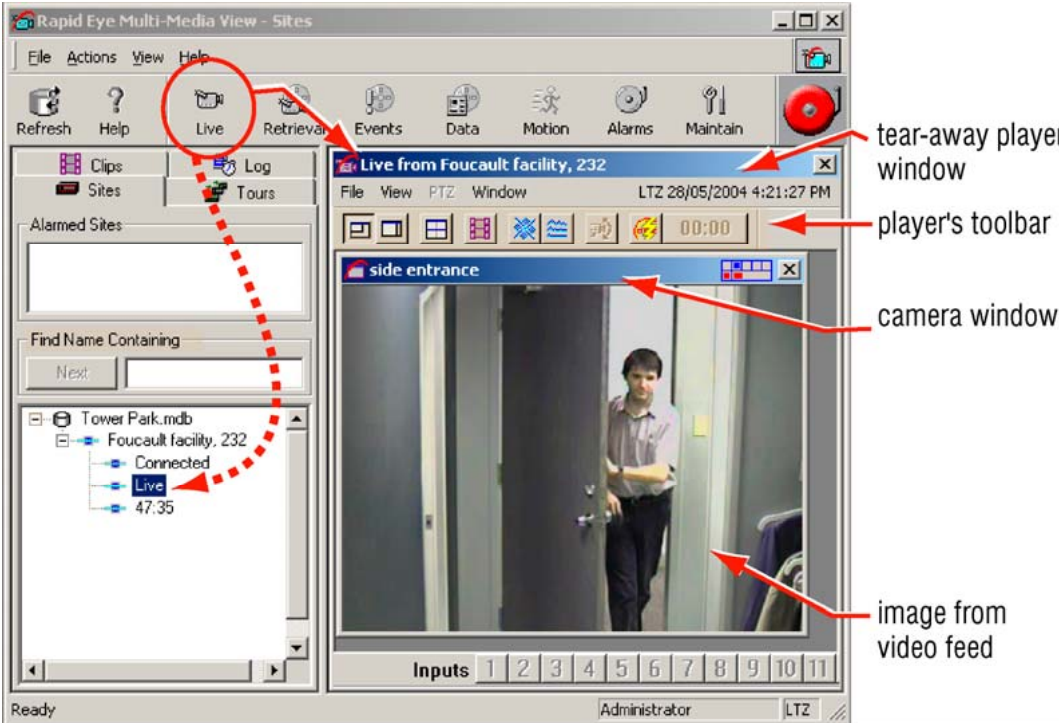 Rapid Eye Multi-Media View - Sites
File Actions View Help
Refresh Help Live Retrieval Events Data Motion Alarms Maintain
Clips Log
Sites Tours
Alarmed Sites
Find Name Containing
Next
Tower Park.mdb
Foucault facility, 232
Connected
Live
47:35
Live from Foucault facility, 232
File View PTZ Window LTZ 28/05/2004 4:21:27 PM
00:00
side entrance
Inputs 1 2 3 4 5 6 7 8 9 10 11
Ready Administrator LTZ
tear-away player
window
player's toolbar
camera window
image from
video feed